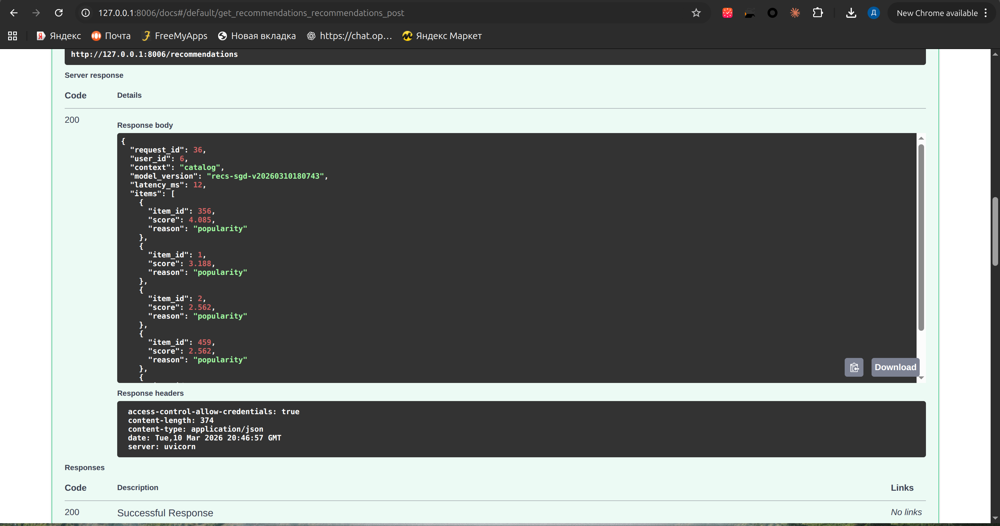 127.0.0.1:8006/docs#/default/get_recommendations_recommendations_post
Д
New Chrome available
Яндекс
Почта
FreeMyApps
Новая вкладка
https://chat.op...
Яндекс Маркет
http://127.0.0.1:8006/recommendations
Server response
Code Details
200
Response body
{
"request_id": 36,
"user_id": 6,
"context": "catalog",
"model_version": "recs-sgd-v20260310180743",
"latency_ms": 12,
"items": [
{
"item_id": 356,
"score": 4.085,
"reason": "popularity"
},
{
"item_id": 1,
"score": 3.188,
"reason": "popularity"
},
{
"item_id": 2,
"score": 2.562,
"reason": "popularity"
},
{
"item_id": 459,
"score": 2.562,
"reason": "popularity"
},
{
Download
Response headers
access-control-allow-credentials: true
content-length: 374
content-type: application/json
date: Tue,10 Mar 2026 20:46:57 GMT
server: uvicorn
Responses
Code Description Links
200 Successful Response No links